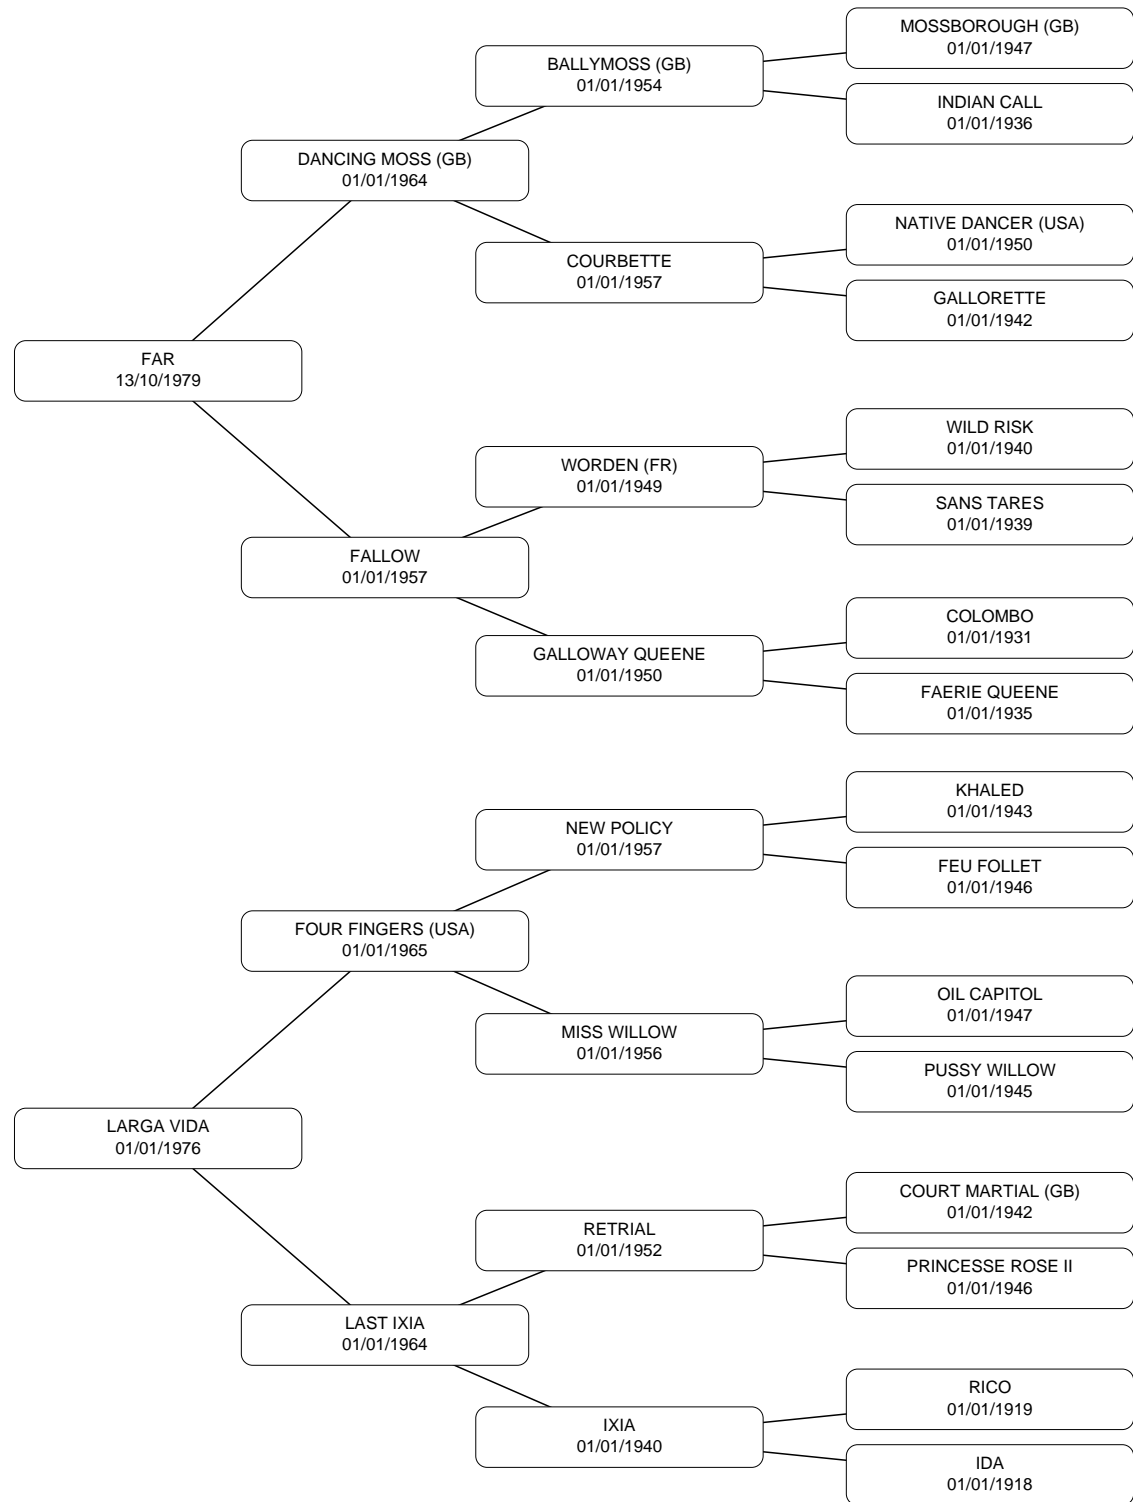 MOSSBOROUGH (GB)
01/01/1947
BALLYMOSS (GB)
01/01/1954
INDIAN CALL
01/01/1936
DANCING MOSS (GB)
01/01/1964
NATIVE DANCER (USA)
01/01/1950
COURBETTE
01/01/1957
GALLORETTE
01/01/1942
FAR
13/10/1979
WILD RISK
01/01/1940
WORDEN (FR)
01/01/1949
SANS TARES
01/01/1939
FALLOW
01/01/1957
COLOMBO
01/01/1931
GALLOWAY QUEENE
01/01/1950
FAERIE QUEENE
01/01/1935
KHALED
01/01/1943
NEW POLICY
01/01/1957
FEU FOLLET
01/01/1946
FOUR FINGERS (USA)
01/01/1965
OIL CAPITOL
01/01/1947
MISS WILLOW
01/01/1956
PUSSY WILLOW
01/01/1945
LARGA VIDA
01/01/1976
COURT MARTIAL (GB)
01/01/1942
RETRIAL
01/01/1952
PRINCESSE ROSE II
01/01/1946
LAST IXIA
01/01/1964
RICO
01/01/1919
IXIA
01/01/1940
IDA
01/01/1918